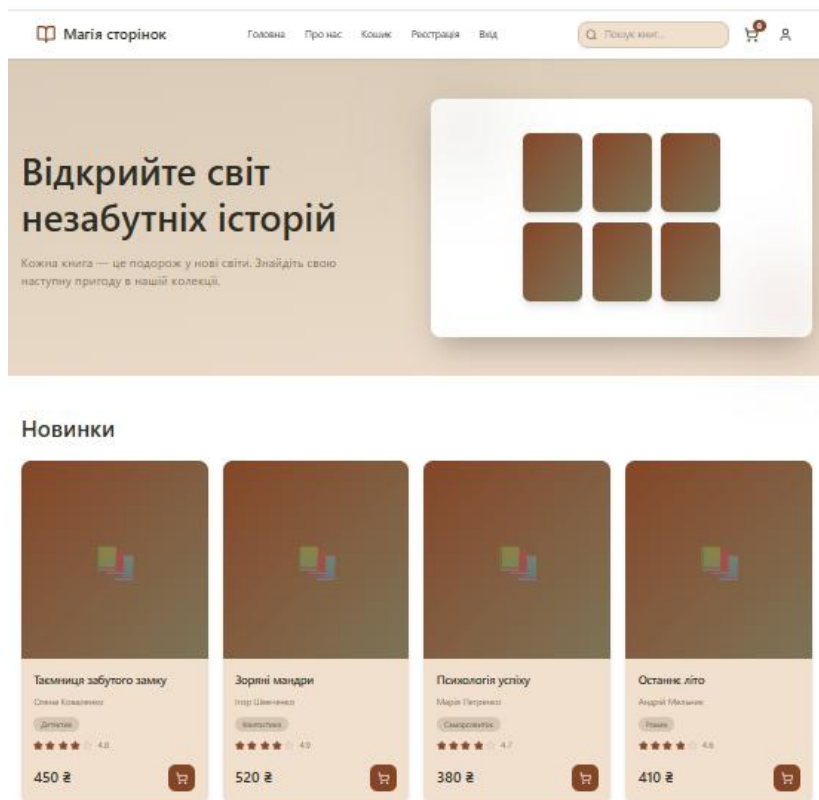 Магія сторінок
Головна Про нас Кошик Реєстрація Вхід
Пошук книг...
0
Відкрийте світ
незабутніх історій
Кожна книга — це подорож у нові світи. Знайдіть свою
наступну пригоду в нашій колекції.
Новинки
Таємниця забутого замку
Олена Коваленко
Детектив
4.8
450 ₴
Зоряні мандри
Ігор Шевченко
Фантастика
4.9
520 ₴
Психологія успіху
Марія Петренко
Саморозвиток
4.7
380 ₴
Останнє літо
Андрій Мельник
Роман
4.6
410 ₴